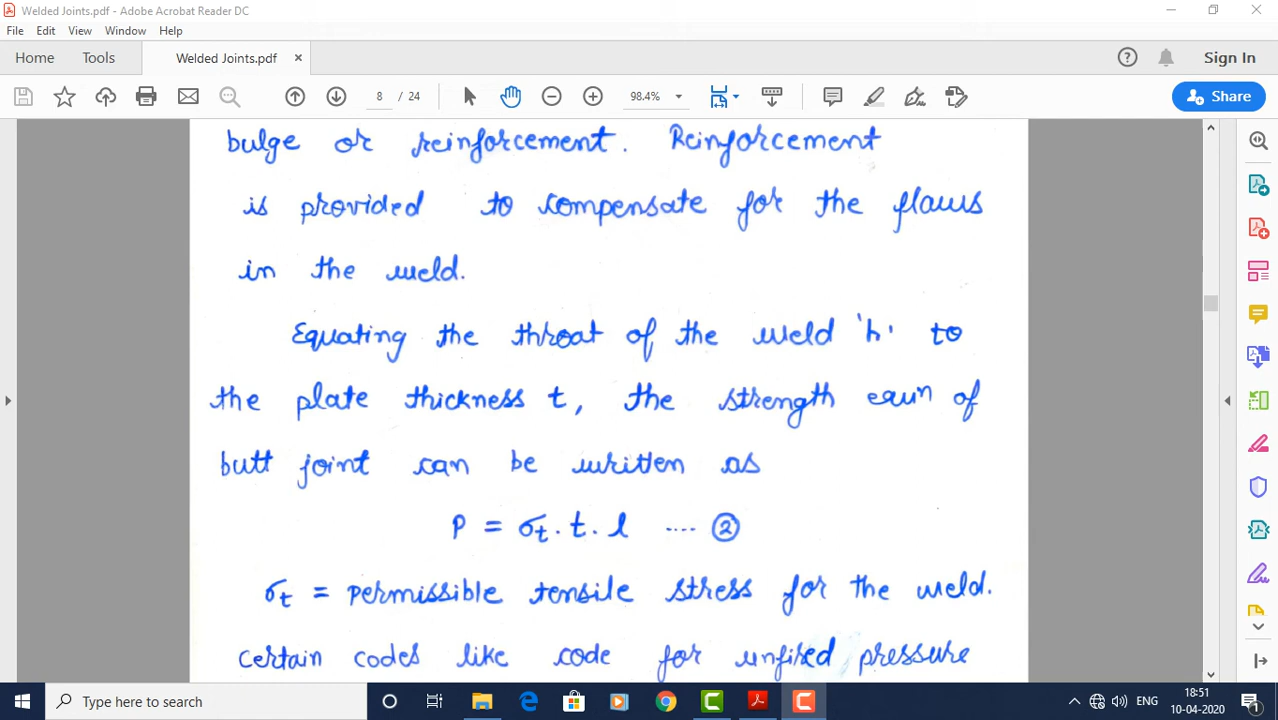 Welded Joints.pdf - Adobe Acrobat Reader DC
File Edit View Window Help
Home Tools Welded Joints.pdf × Sign In
8 / 24 98.4% Share
bulge or reinforcement. Reinforcement
is provided to compensate for the flaws
in the weld.
Equating the throat of the weld 'h' to
the plate thickness t, the strength equn of
butt joint can be written as
P = σt . t . l .... ②
σt = permissible tensile stress for the weld.
certain codes like code for unfired pressure
Type here to search
ENG
18:51
10-04-2020
1